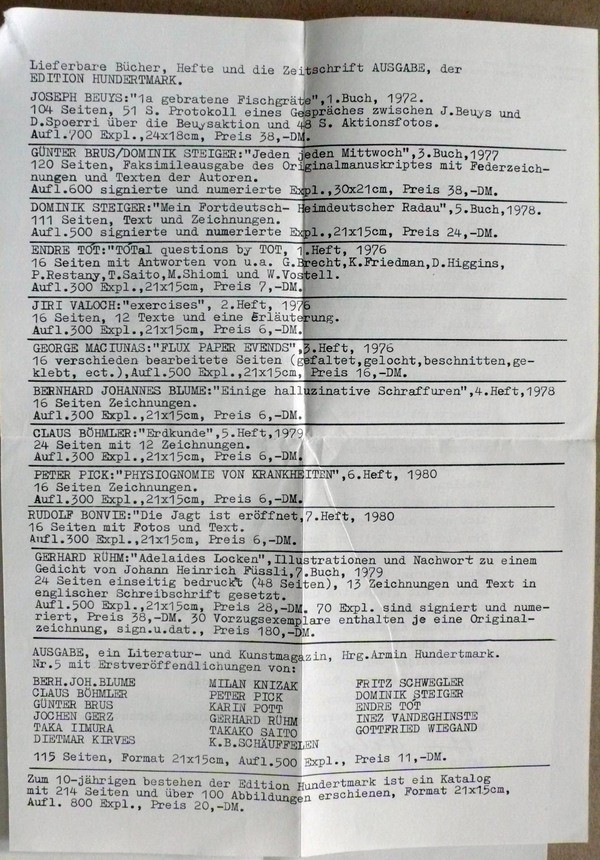 Lieferbare Bücher, Hefte und die Zeitschrift AUSGABE, der
EDITION HUNDERTMARK.
JOSEPH BEUYS:"1a gebratene Fischgräte",1.Buch, 1972.
104 Seiten, 51 S. Protokoll eines Gespräches zwischen J.Beuys und
D.Spoerri über die Beuysaktion und 48 S. Aktionsfotos.
Aufl.700 Expl.,24x18cm, Preis 38,-DM.
GÜNTER BRUS/DOMINIK STEIGER:"Jeden jeden Mittwoch",3.Buch,1977
120 Seiten, Faksimileausgabe des Originalmanuskriptes mit Federzeich-
nungen und Texten der Autoren.
Aufl.600 signierte und numerierte Expl.,30x21cm, Preis 38,-DM.
DOMINIK STEIGER:"Mein Fortdeutsch- Heimdeutscher Radau",5.Buch,1978.
111 Seiten, Text und Zeichnungen.
Aufl.500 signierte und numerierte Expl.,21x15cm, Preis 24,-DM.
ENDRE TÓT:"TÓTal questions by TÓT, 1.Heft, 1976
16 Seiten mit Antworten von u.a. G.Brecht,K.Friedman,D.Higgins,
P.Restany,T.Saito,M.Shiomi und W.Vostell.
Aufl.300 Expl.,21x15cm, Preis 7,-DM.
JIRI VALOCH:"exercises", 2.Heft, 1976
16 Seiten, 12 Texte und eine Erläuterung.
Aufl.300 Expl.,21x15cm, Preis 6,-DM.
GEORGE MACIUNAS:"FLUX PAPER EVENDS",3.Heft, 1976
16 verschieden bearbeitete Seiten (gefaltet,gelocht,beschnitten,ge-
klebt, ect.),Aufl.500 Expl.,21x15cm, Preis 16,-DM.
BERNHARD JOHANNES BLUME:"Einige halluzinative Schraffuren",4.Heft,1978
16 Seiten Zeichnungen.
Aufl.300 Expl.,21x15cm, Preis 6,-DM.
CLAUS BÖHMLER:"Erdkunde",5.Heft,1979
24 Seiten mit 12 Zeichnungen.
Aufl.300 Expl.,21x15cm, Preis 6,-DM.
PETER PICK:"PHYSIOGNOMIE VON KRANKHEITEN",6.Heft, 1980
16 Seiten Zeichnungen.
Aufl.300 Expl.,21x15cm, Preis 6,-DM.
RUDOLF BONVIE:"Die Jagt ist eröffnet,7.Heft, 1980
16 Seiten mit Fotos und Text.
Aufl.300 Expl.,21x15cm, Preis 6,-DM.
GERHARD RÜHM:"Adelaides Locken",Illustrationen und Nachwort zu einem
Gedicht von Johann Heinrich Füssli,7.Buch, 1979
24 Seiten einseitig bedruckt (48 Seiten), 13 Zeichnungen und Text in
englischer Schreibschrift gesetzt.
Aufl.500 Expl.,21x15cm, Preis 28,-DM. 70 Expl. sind signiert und nume-
riert, Preis 38,-DM. 30 Vorzugsexemplare enthalten je eine Original-
zeichnung, sign.u.dat., Preis 180,-DM.
AUSGABE, ein Literatur- und Kunstmagazin, Hrg.Armin Hundertmark.
Nr.5 mit Erstveröffendlichungen von:
BERH.JOH.BLUME MILAN KNIZAK FRITZ SCHWEGLER
CLAUS BÖHMLER PETER PICK DOMINIK STEIGER
GÜNTER BRUS KARIN POTT ENDRE TÓT
JOCHEN GERZ GERHARD RÜHM INEZ VANDEGHINSTE
TAKA IIMURA TAKAKO SAITO GOTTFRIED WIEGAND
DIETMAR KIRVES K.B.SCHÄUFFELEN
115 Seiten, Format 21x15cm, Aufl.500 Expl., Preis 11,-DM.
Zum 10-jährigen bestehen der Edition Hundertmark ist ein Katalog
mit 214 Seiten und über 100 Abbildungen erschienen, Format 21x15cm,
Aufl. 800 Expl., Preis 20,-DM.